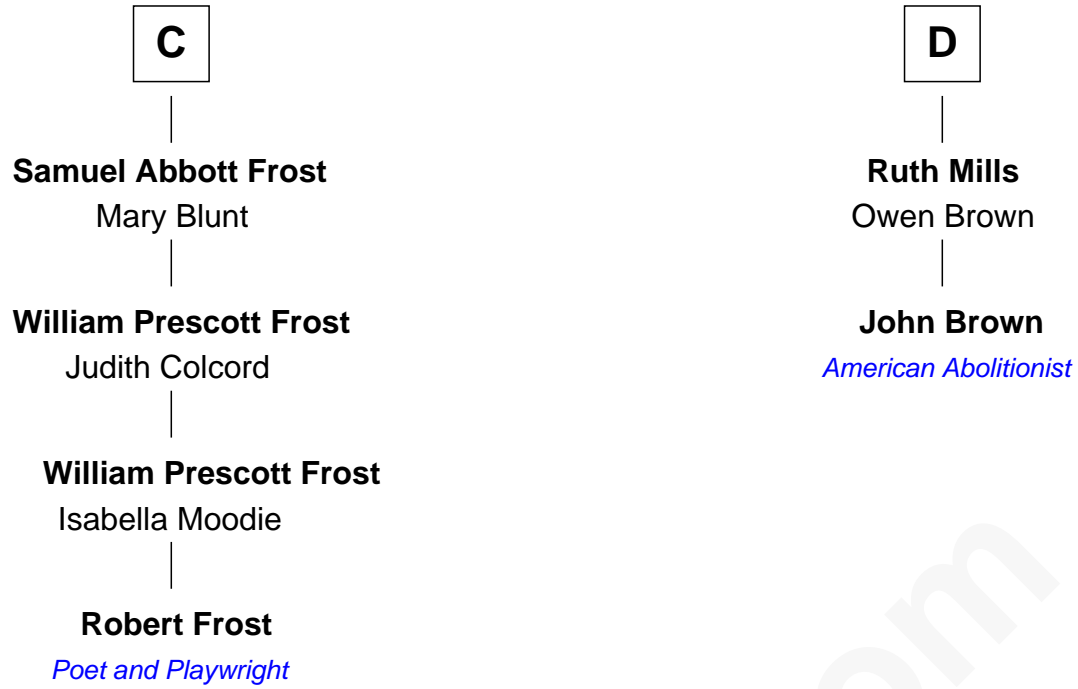 C
Samuel Abbott Frost
Mary Blunt
William Prescott Frost
Judith Colcord
William Prescott Frost
Isabella Moodie
Robert Frost
Poet and Playwright
D
Ruth Mills
Owen Brown
John Brown
American Abolitionist
om